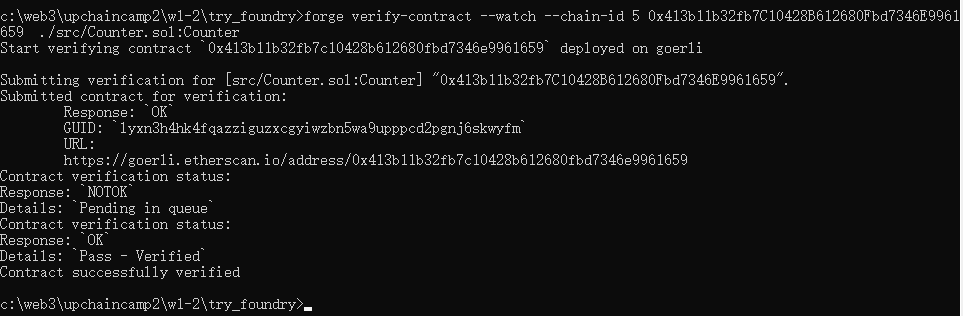 c:\web3\upchaincamp2\w1-2\try_foundry>forge verify-contract --watch --chain-id 5 0x413b11b32fb7C10428B612680Fbd7346E9961
659  ./src/Counter.sol:Counter
Start verifying contract `0x413b11b32fb7c10428b612680fbd7346e9961659` deployed on goerli
Submitting verification for [src/Counter.sol:Counter] "0x413b11b32fb7C10428B612680Fbd7346E9961659".
Submitted contract for verification:
        Response: `OK`
        GUID: `lyxn3h4hk4fqazziguzxcgyiwzbn5wa9upppcd2pgnj6skwyfm`
        URL:
        https://goerli.etherscan.io/address/0x413b11b32fb7c10428b612680fbd7346e9961659
Contract verification status:
Response: `NOTOK`
Details: `Pending in queue`
Contract verification status:
Response: `OK`
Details: `Pass - Verified`
Contract successfully verified
c:\web3\upchaincamp2\w1-2\try_foundry>